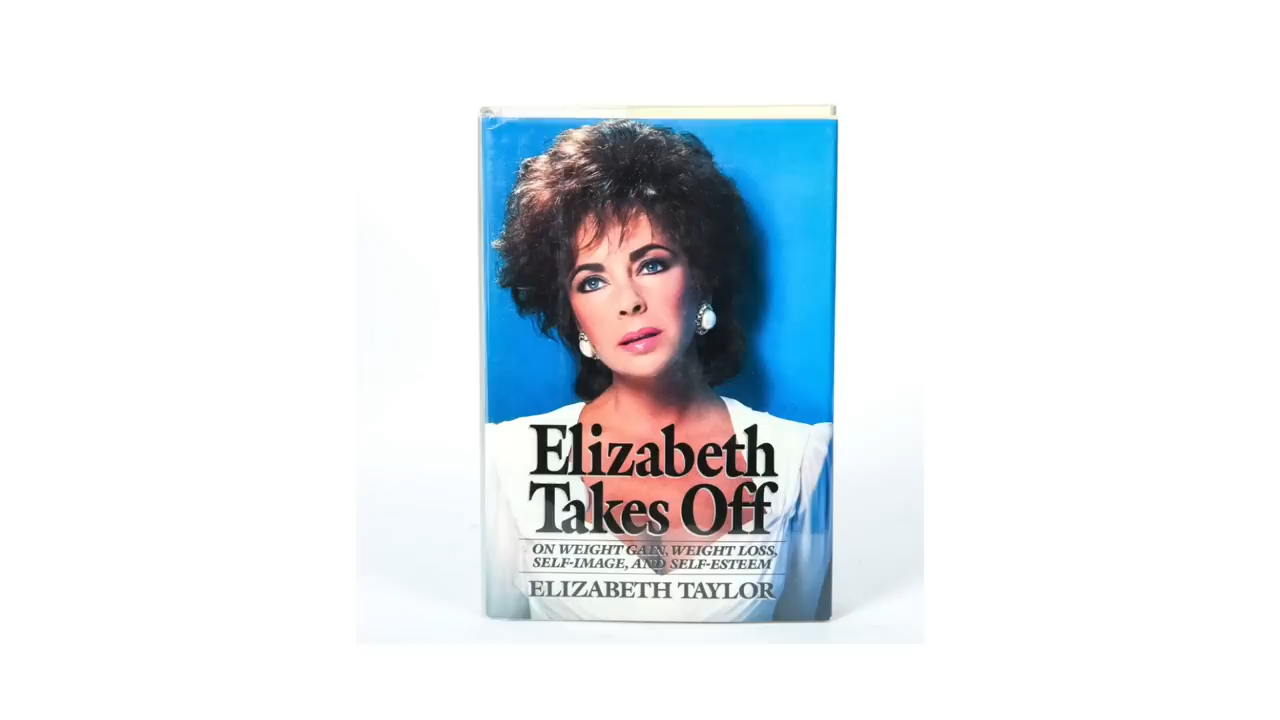 Elizabeth
Takes Off
ON WEIGHT GAIN, WEIGHT LOSS,
SELF-IMAGE, AND SELF-ESTEEM
ELIZABETH TAYLOR